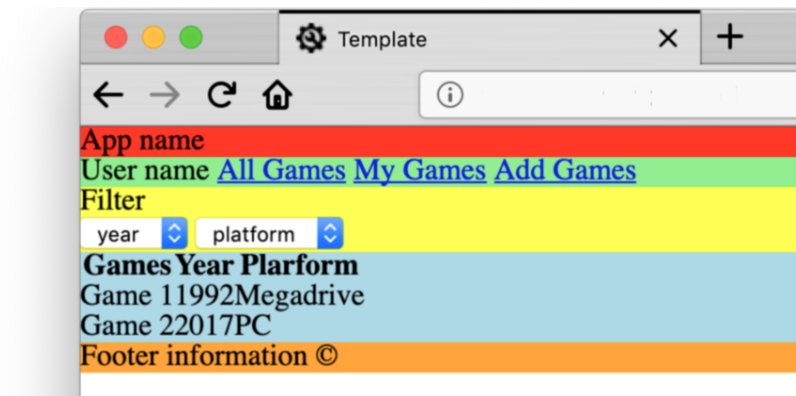 Template
App name
User name All Games My Games Add Games
Filter
year platform
Games Year Plarform
Game 11992Megadrive
Game 22017PC
Footer information ©